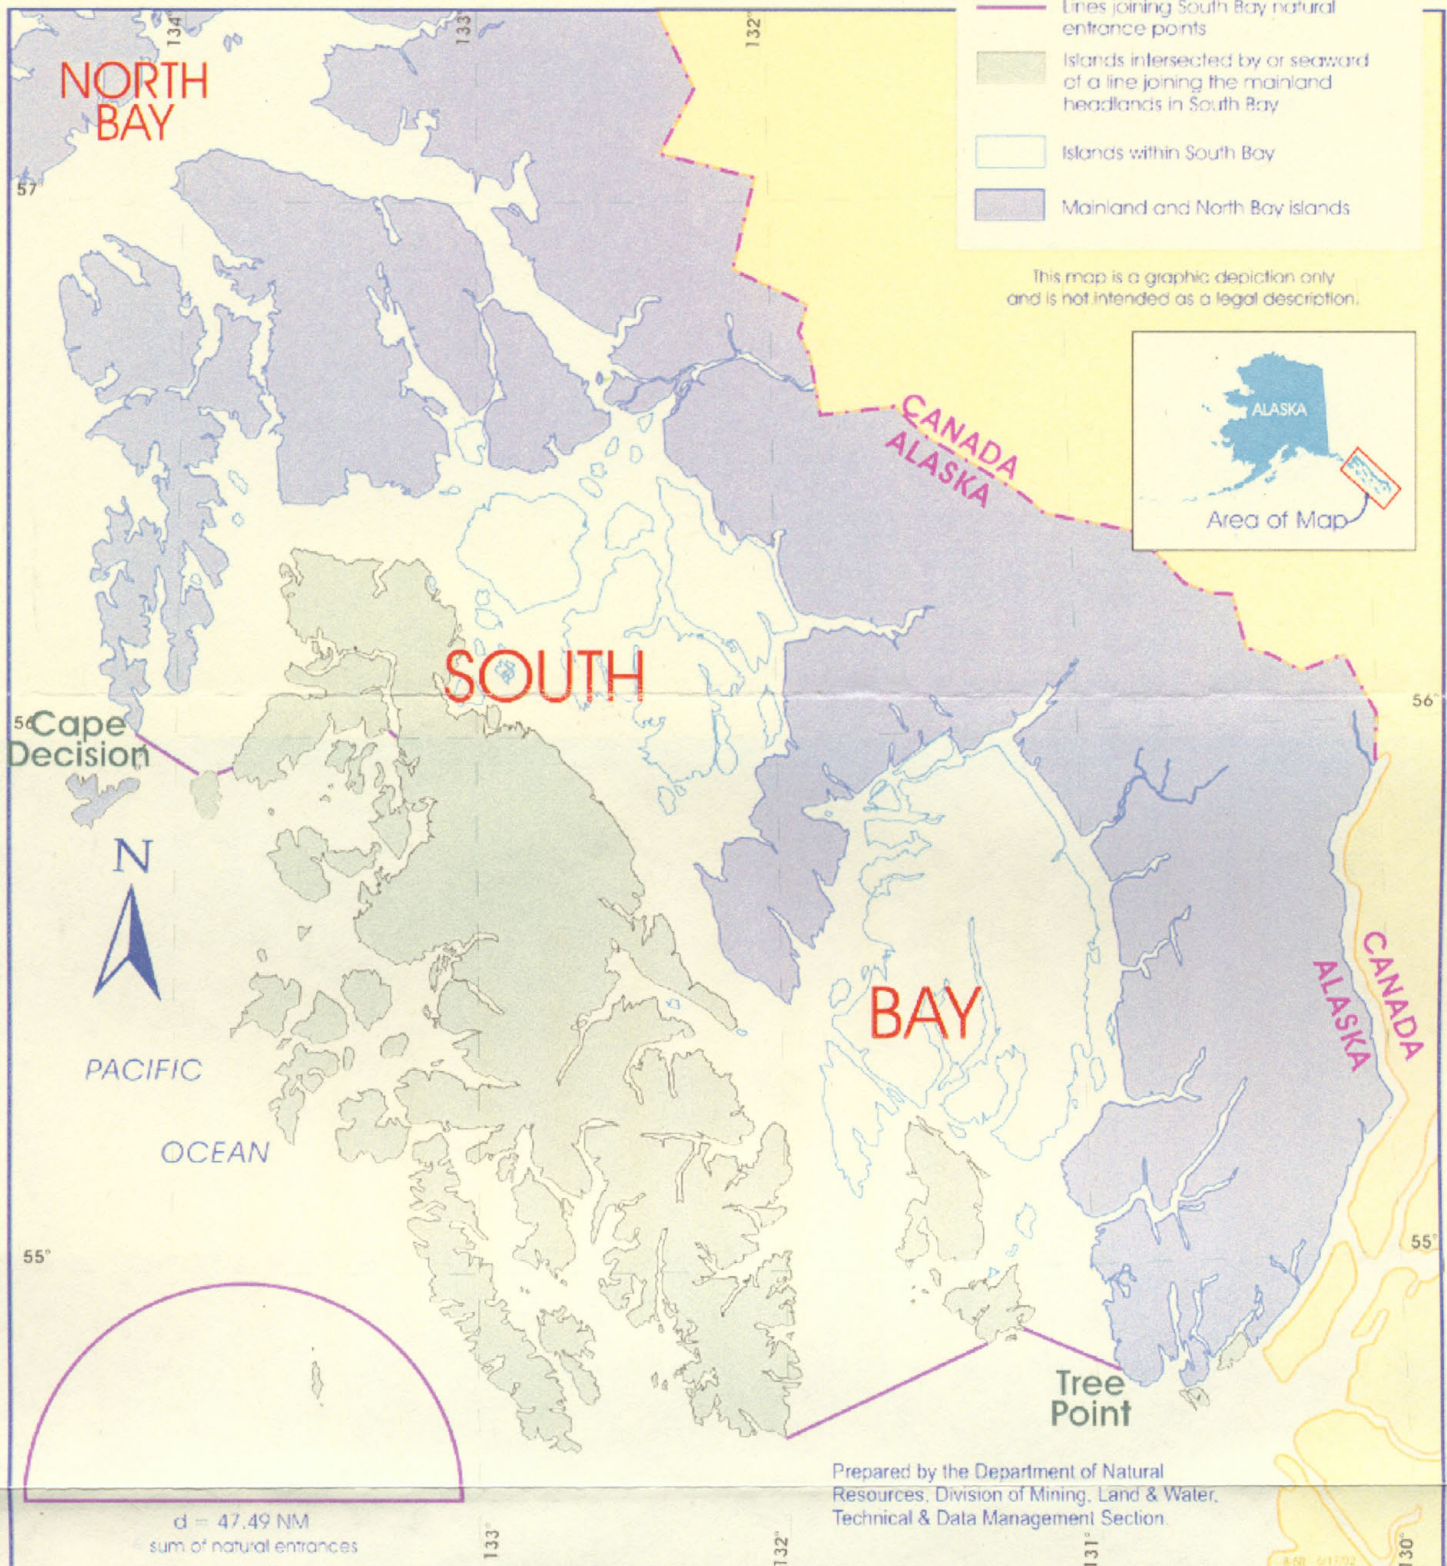 134°
133°
132°
Lines joining South Bay natural
entrance points
Islands intersected by or seaward
of a line joining the mainland
headlands in South Bay
Islands within South Bay
Mainland and North Bay islands
NORTH
BAY
57°
This map is a graphic depiction only
and is not intended as a legal description.
ALASKA
Area of Map
CANADA
ALASKA
SOUTH
56°
56°
Cape
Decision
N
BAY
CANADA
ALASKA
PACIFIC
OCEAN
55°
55°
Tree
Point
Prepared by the Department of Natural
Resources, Division of Mining, Land & Water,
Technical & Data Management Section
d = 47.49 NM
sum of natural entrances
133°
132°
131°
130°